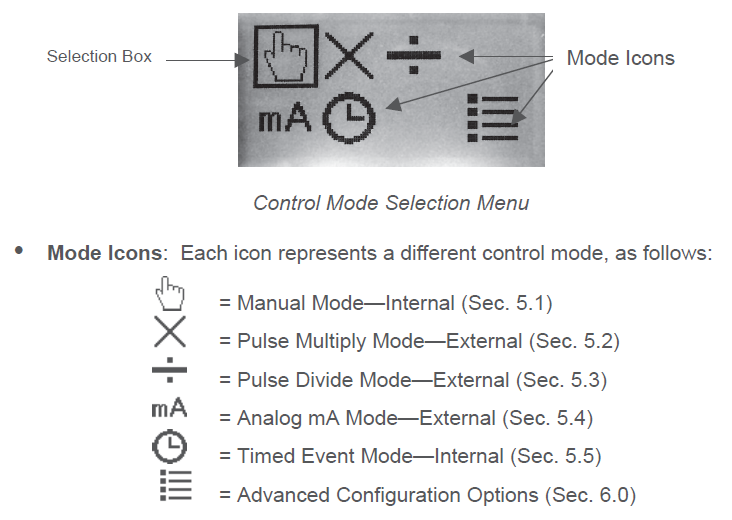 Selection Box
Mode Icons
mA
Control Mode Selection Menu
• Mode Icons: Each icon represents a different control mode, as follows:
= Manual Mode—Internal (Sec. 5.1)
= Pulse Multiply Mode—External (Sec. 5.2)
= Pulse Divide Mode—External (Sec. 5.3)
mA = Analog mA Mode—External (Sec. 5.4)
= Timed Event Mode—Internal (Sec. 5.5)
= Advanced Configuration Options (Sec. 6.0)